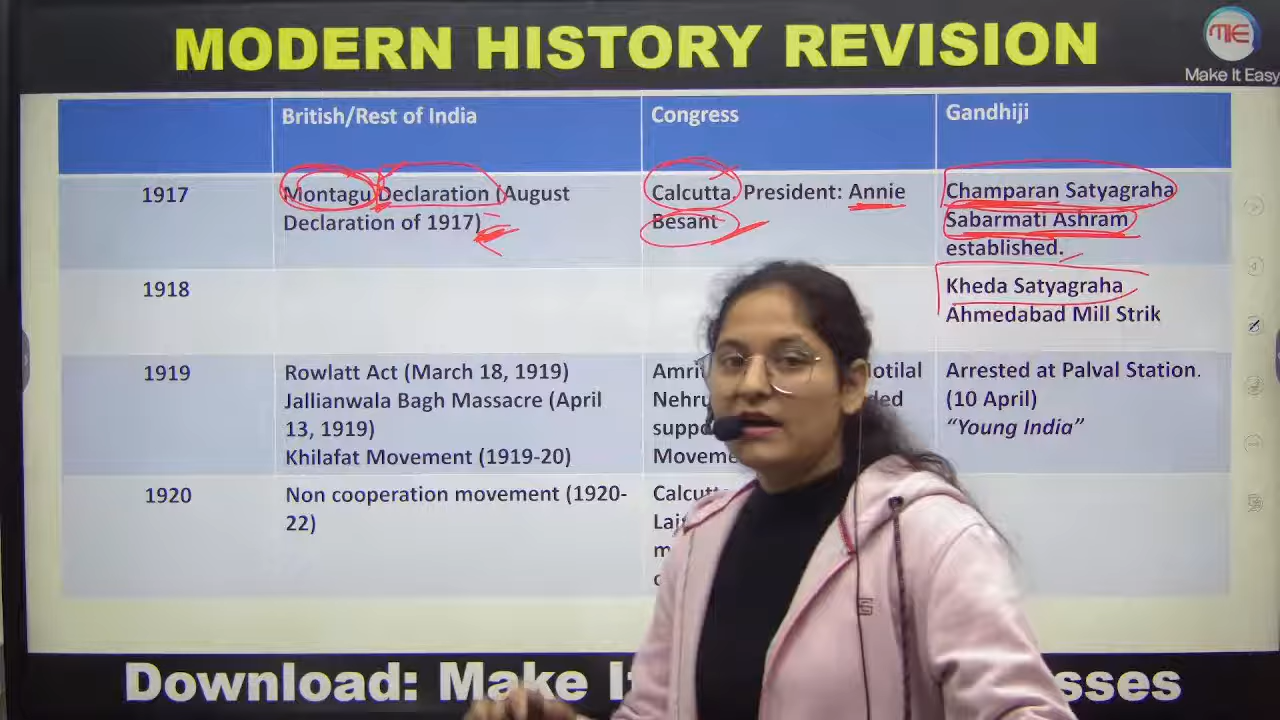 MODERN HISTORY REVISION
Make It Easy
British/Rest of India
Congress
Gandhiji
1917
Montagu Declaration (August
Declaration of 1917)
Calcutta. President: Annie
Besant
Champaran Satyagraha
Sabarmati Ashram
established.
1918
Kheda Satyagraha
Ahmedabad Mill Strik
1919
Rowlatt Act (March 18, 1919)
Jallianwala Bagh Massacre (April
13, 1919)
Khilafat Movement (1919-20)
Arrested at Palval Station.
(10 April)
“Young India”
1920
Non cooperation movement (1920-
22)
Download: Make